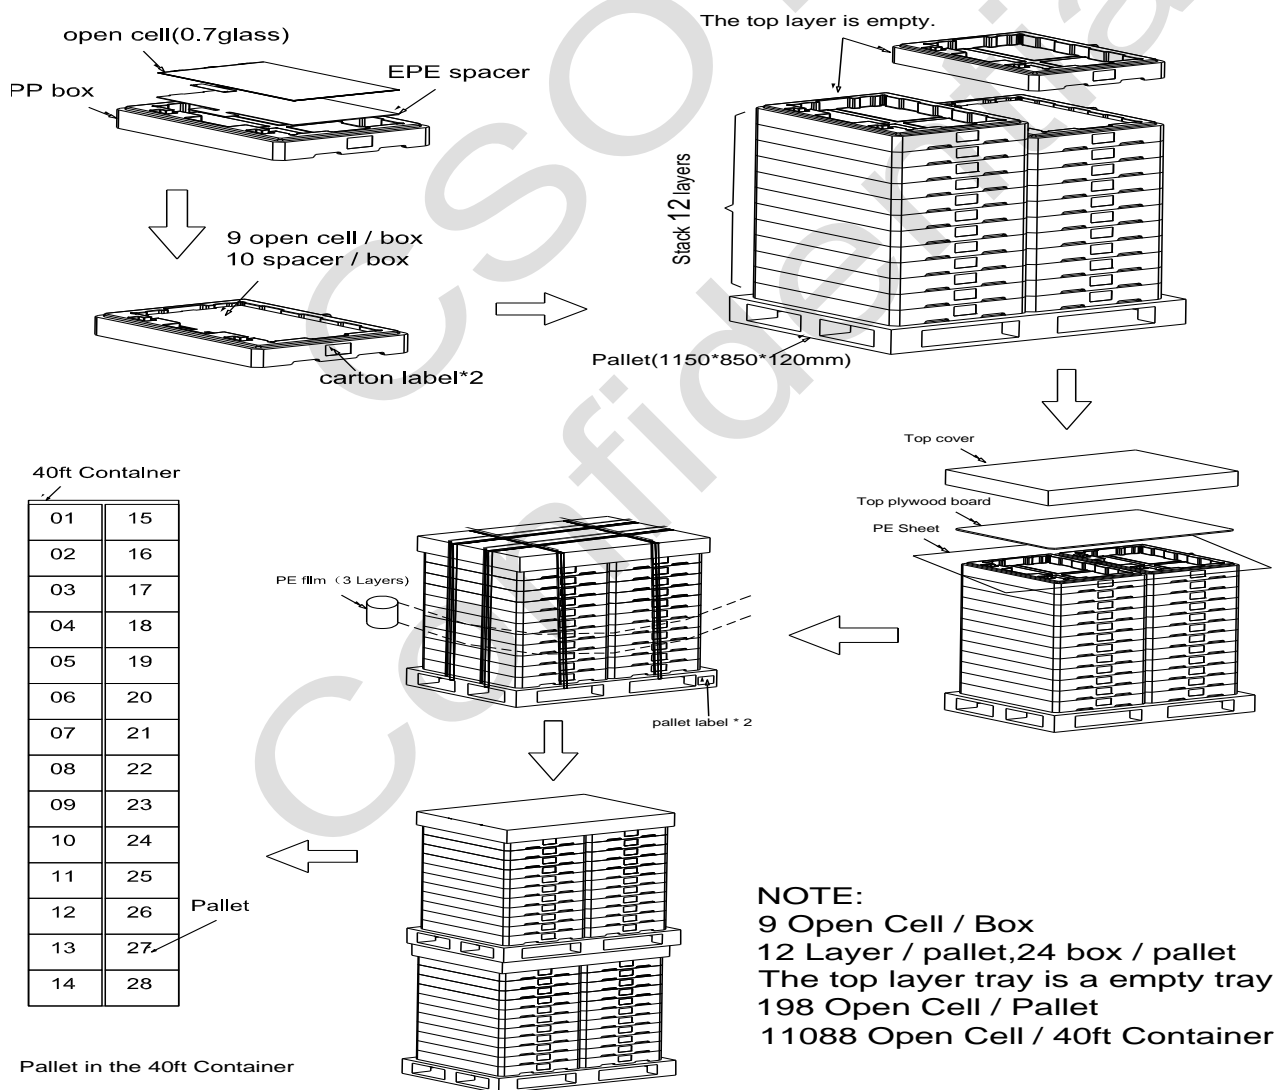 open cell(0.7glass)
EPE spacer
PP box
9 open cell / box
10 spacer / box
carton label*2
The top layer is empty.
Stack 12 layers
Pallet(1150*850*120mm)
Top cover
Top plywood board
PE Sheet
PE film（3 Layers)
pallet label * 2
40ft Container
01 15
02 16
03 17
04 18
05 19
06 20
07 21
08 22
09 23
10 24
11 25
12 26
13 27
14 28
Pallet
Pallet in the 40ft Container
NOTE:
9 Open Cell / Box
12 Layer / pallet,24 box / pallet
The top layer tray is a empty tray
198 Open Cell / Pallet
11088 Open Cell / 40ft Container
Confidential